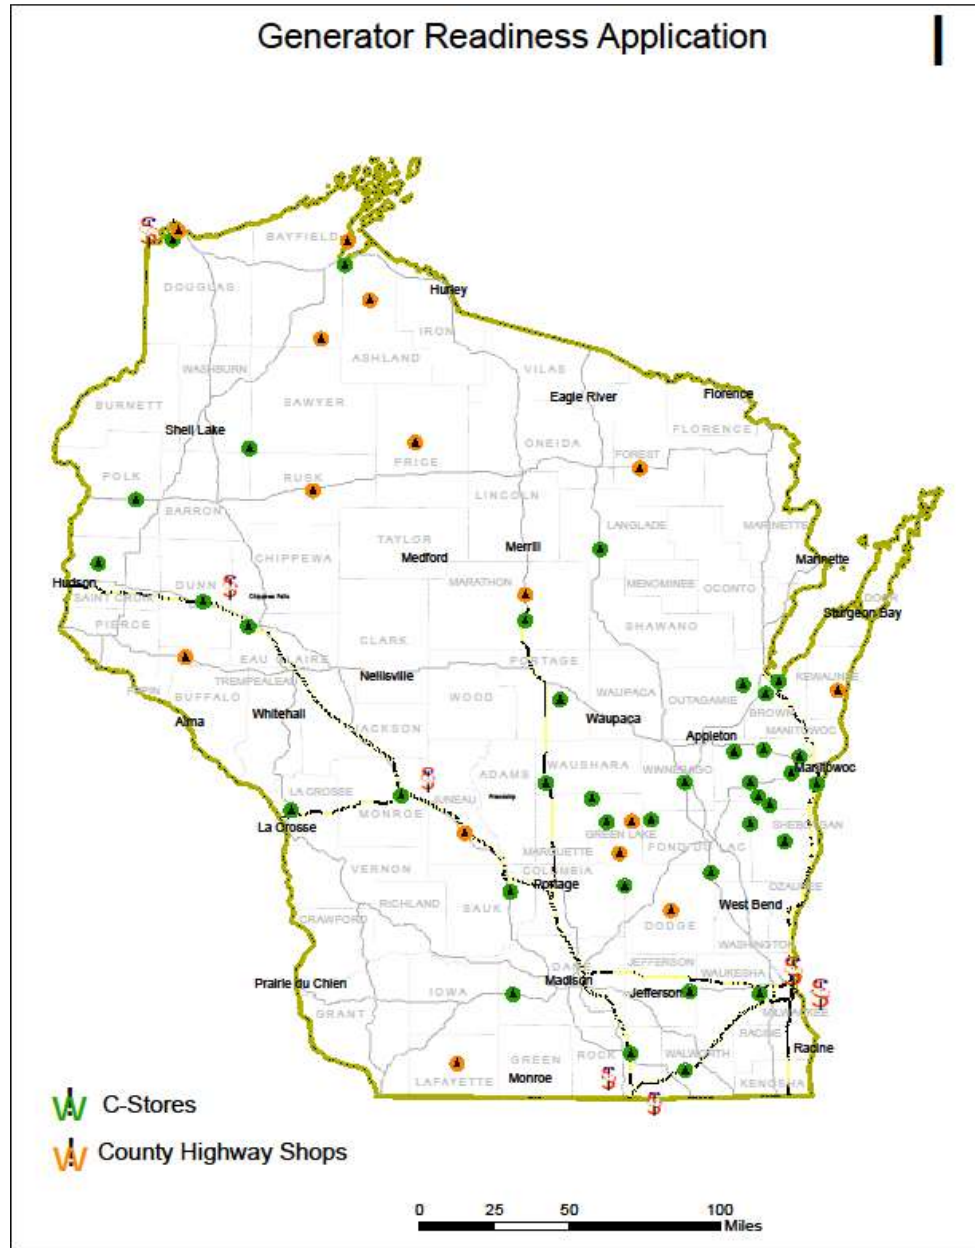 Generator Readiness Application
BAYFIELD
DOUGLAS
Hurley
IRON
ASHLAND
WASHBURN
VILAS
BURNETT
SAWYER
Eagle River
Florence
Shell Lake
FLORENCE
ONEIDA
FOREST
PRICE
POLK
RUSK
LINCOLN
BARRON
LANGLADE
MARINETTE
TAYLOR
Merrill
CHIPPEWA
Medford
Marinette
Hudson
DUNN
MARATHON
MENOMINEE
OCONTO
SAINT CROIX
Chippewa Falls
DOOR
Sturgeon Bay
PIERCE
SHAWANO
CLARK
EAU CLAIRE
PORTAGE
Neillsville
KEWAUNEE
TREMPEALEAU
PEPIN
BUFFALO
WOOD
WAUPACA
OUTAGAMIE
Alma
Whitehall
Waupaca
BROWN
JACKSON
Appleton
MANITOWOC
ADAMS
WAUSHARA
WINNEBAGO
Manitowoc
LA CROSSE
JUNEAU
Friendship
MONROE
La Crosse
GREEN LAKE
SHEBOYGAN
MARQUETTE
FOND DU LAC
VERNON
COLUMBIA
Portage
OZAUKEE
RICHLAND
SAUK
West Bend
CRAWFORD
DODGE
WASHINGTON
DANE
JEFFERSON
WAUKESHA
Prairie du Chien
Madison
IOWA
Jefferson
MILWAUKEE
GRANT
RACINE
Racine
GREEN
ROCK
WALWORTH
LAFAYETTE
Monroe
KENOSHA
C-Stores
County Highway Shops
0 25 50 100
Miles